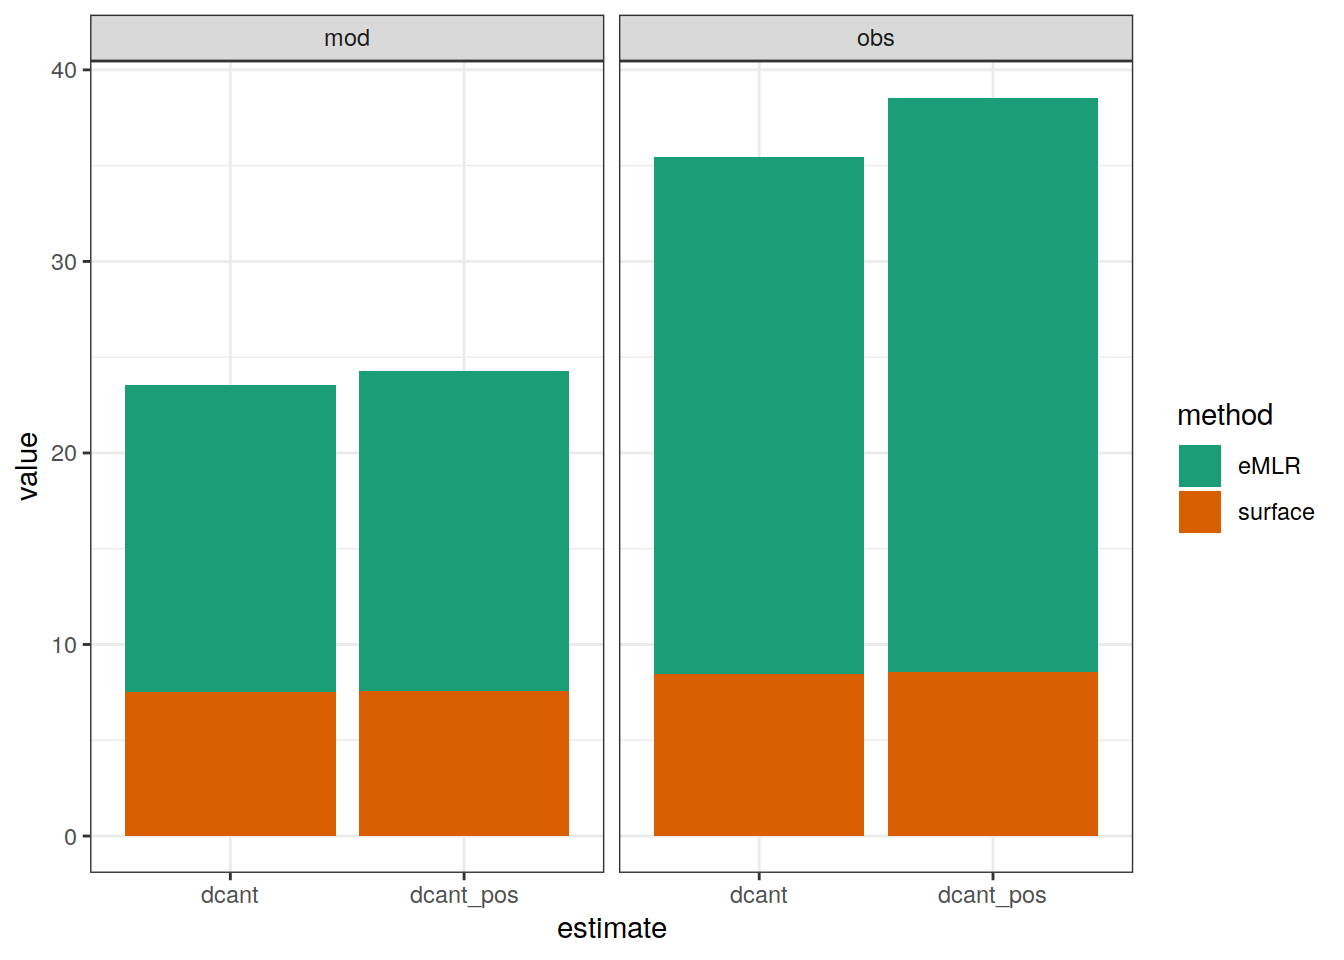 mod
obs
40
30
20
10
0
value
dcant
dcant_pos
dcant
dcant_pos
estimate
method
eMLR
surface